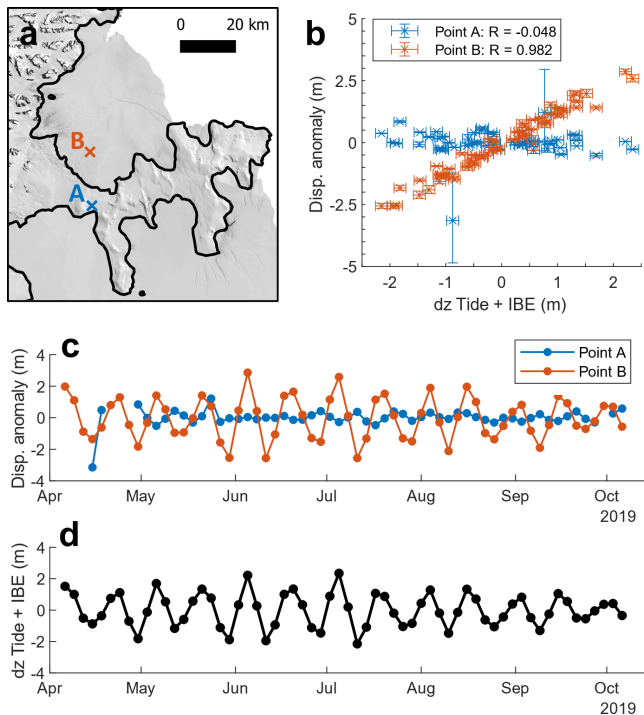 a
0
20 km
B
A
b
Point A: R = -0.048
Point B: R = 0.982
Disp. anomaly (m)
5
2.5
0
-2.5
-5
-2
-1
0
1
2
dz Tide + IBE (m)
c
Point A
Point B
Disp. anomaly (m)
4
2
0
-2
-4
Apr
May
Jun
Jul
Aug
Sep
Oct
2019
d
dz Tide + IBE (m)
4
2
0
-2
-4
Apr
May
Jun
Jul
Aug
Sep
Oct
2019